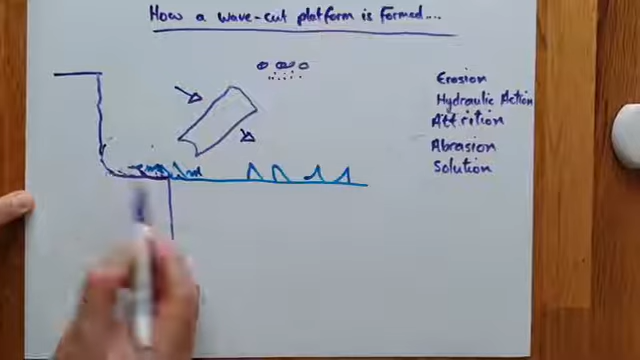 How a wave-cut platform is formed....
Erosion
Hydraulic Action
Attrition
Abrasion
Solution